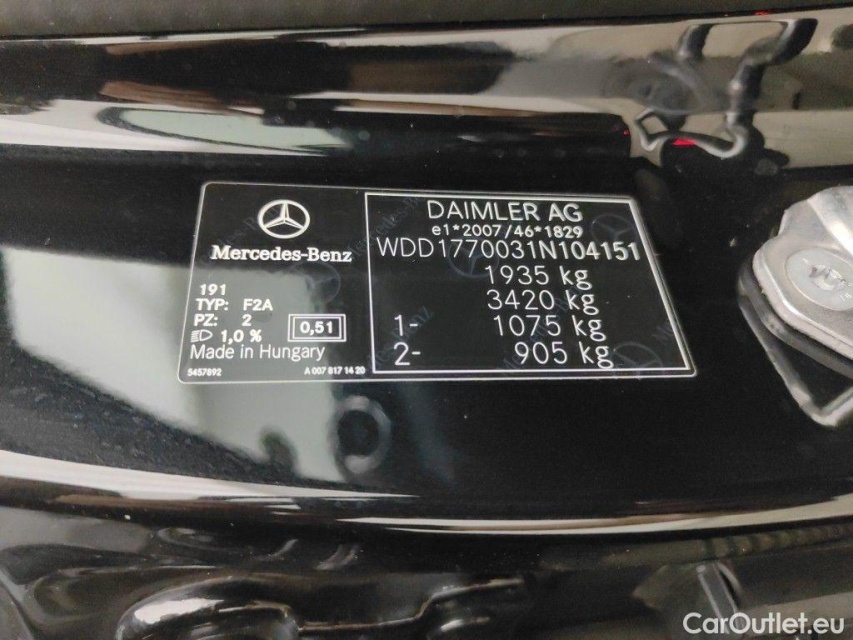 Mercedes-Benz
191
TYP: F2A
PZ: 2
1,0 %
0,51
Made in Hungary
5457892
A 007 817 14 20
DAIMLER AG
e1*2007/46*1829
WDD1770031N104151
1935 kg
3420 kg
1- 1075 kg
2- 905 kg
CarOutlet.eu